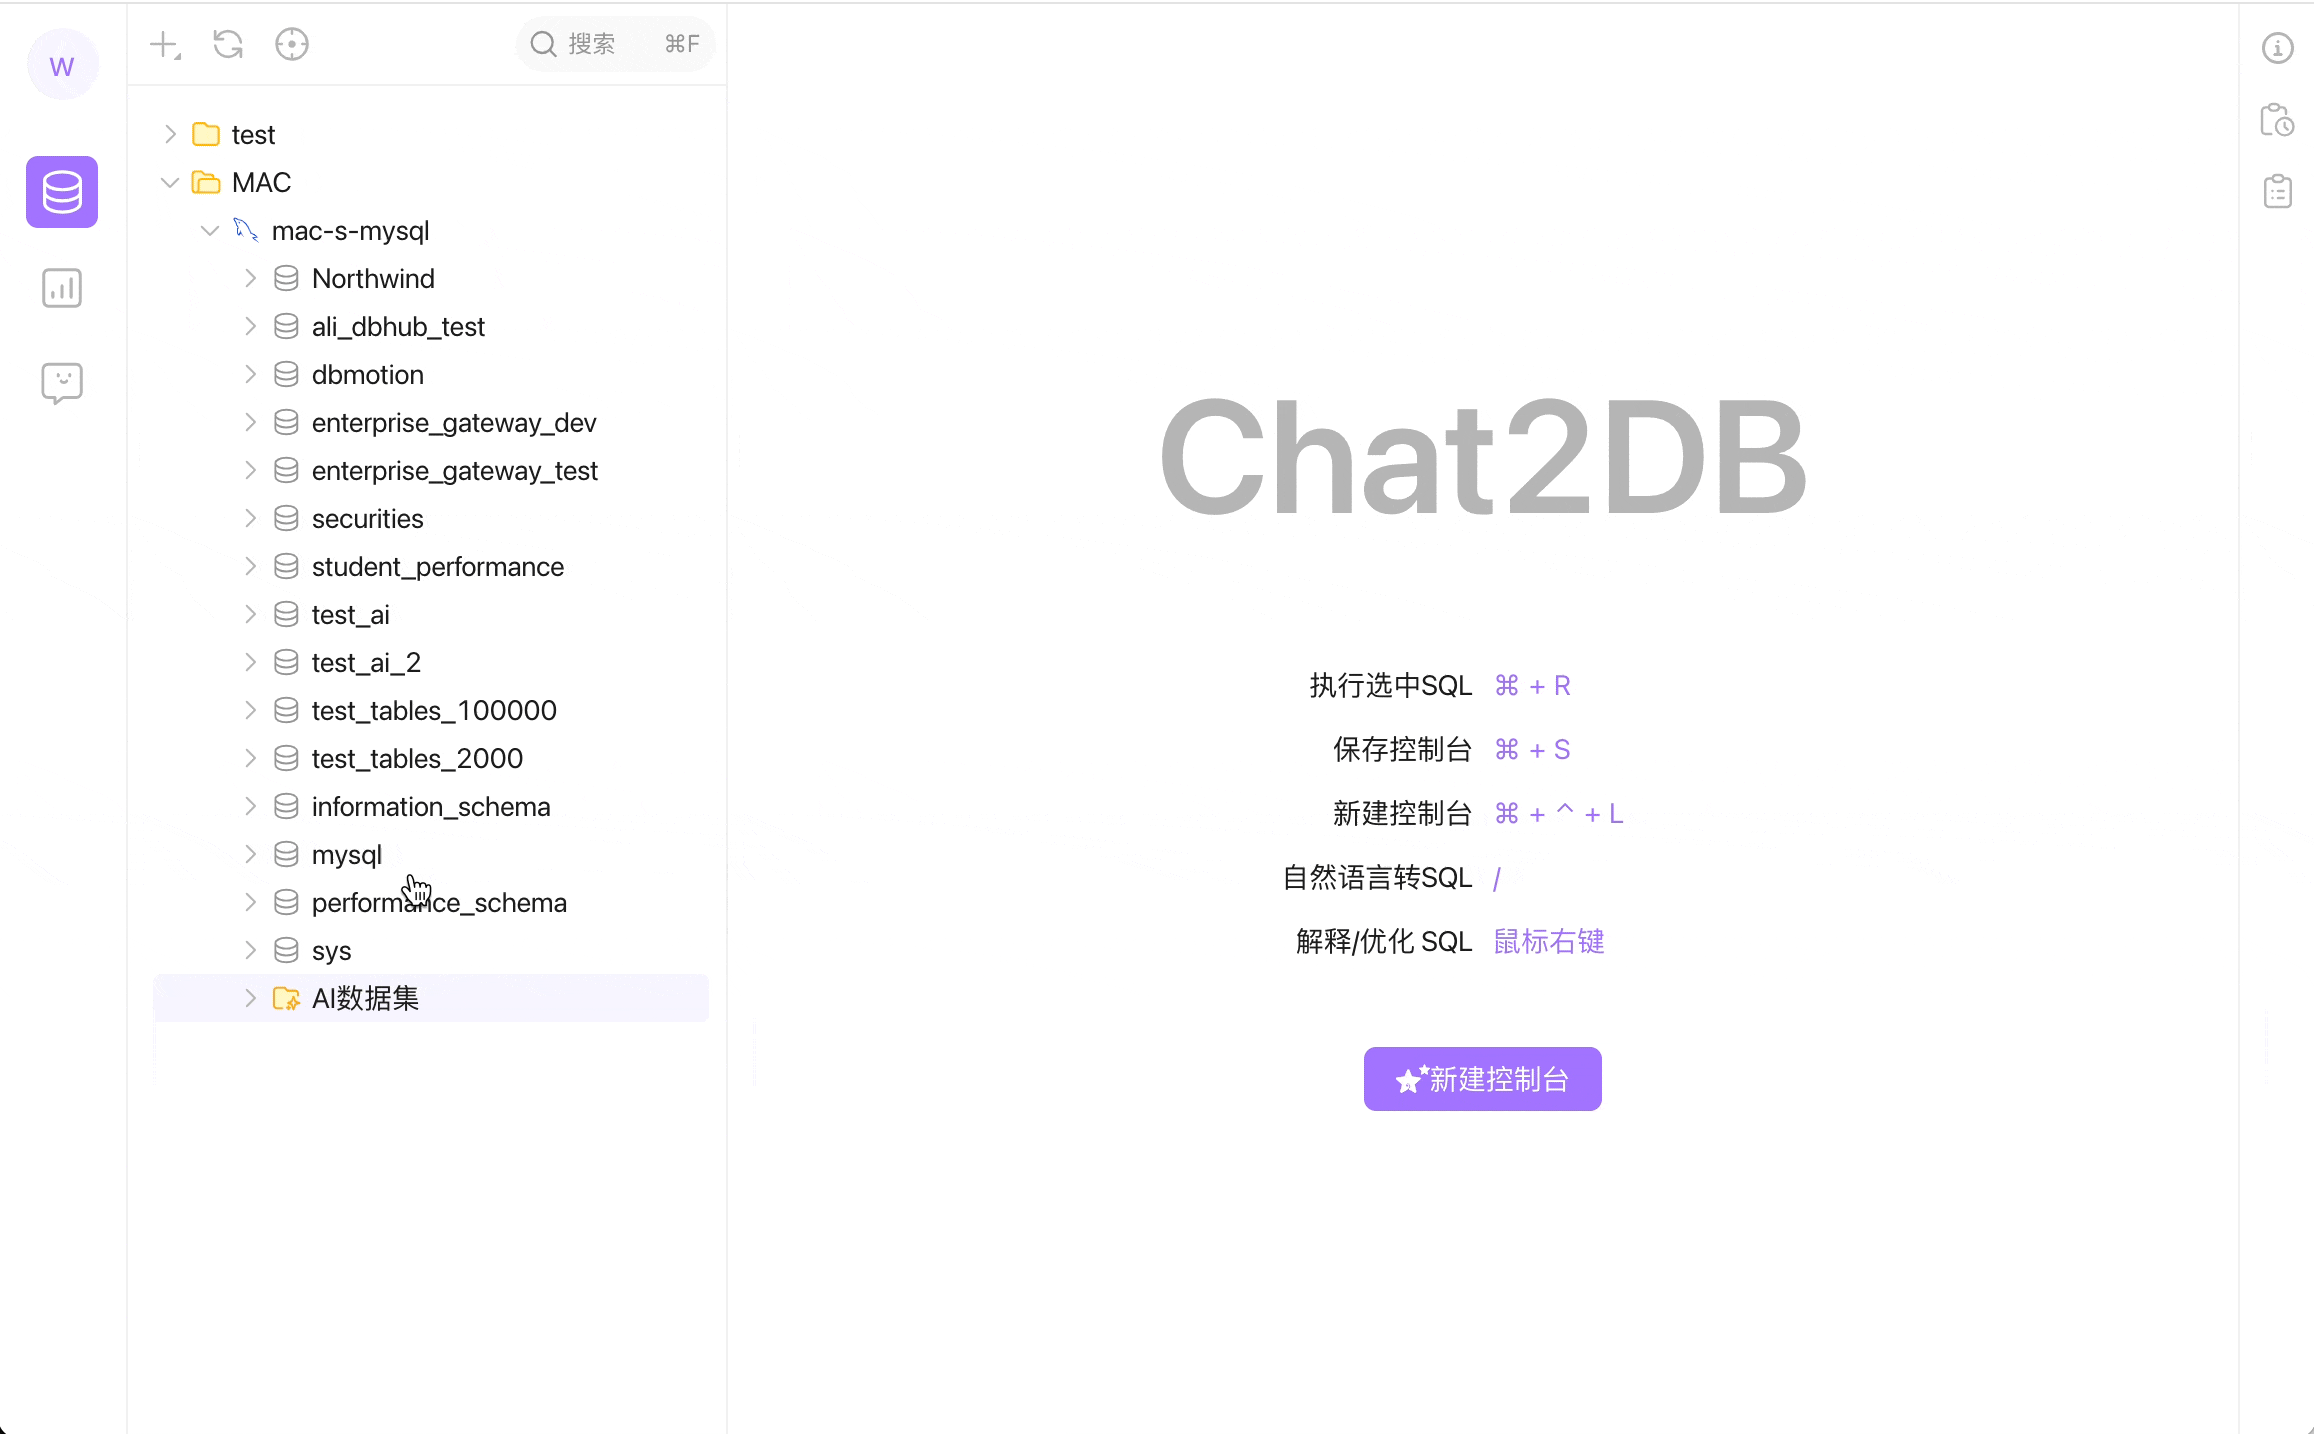 W
搜索 ⌘F
test
MAC
mac-s-mysql
Northwind
ali_dbhub_test
dbmotion
enterprise_gateway_dev
enterprise_gateway_test
securities
student_performance
test_ai
test_ai_2
test_tables_100000
test_tables_2000
information_schema
mysql
performance_schema
sys
AI数据集
Chat2DB
执行选中SQL ⌘ + R
保存控制台 ⌘ + S
新建控制台 ⌘ + ^ + L
自然语言转SQL /
解释/优化 SQL 鼠标右键
新建控制台